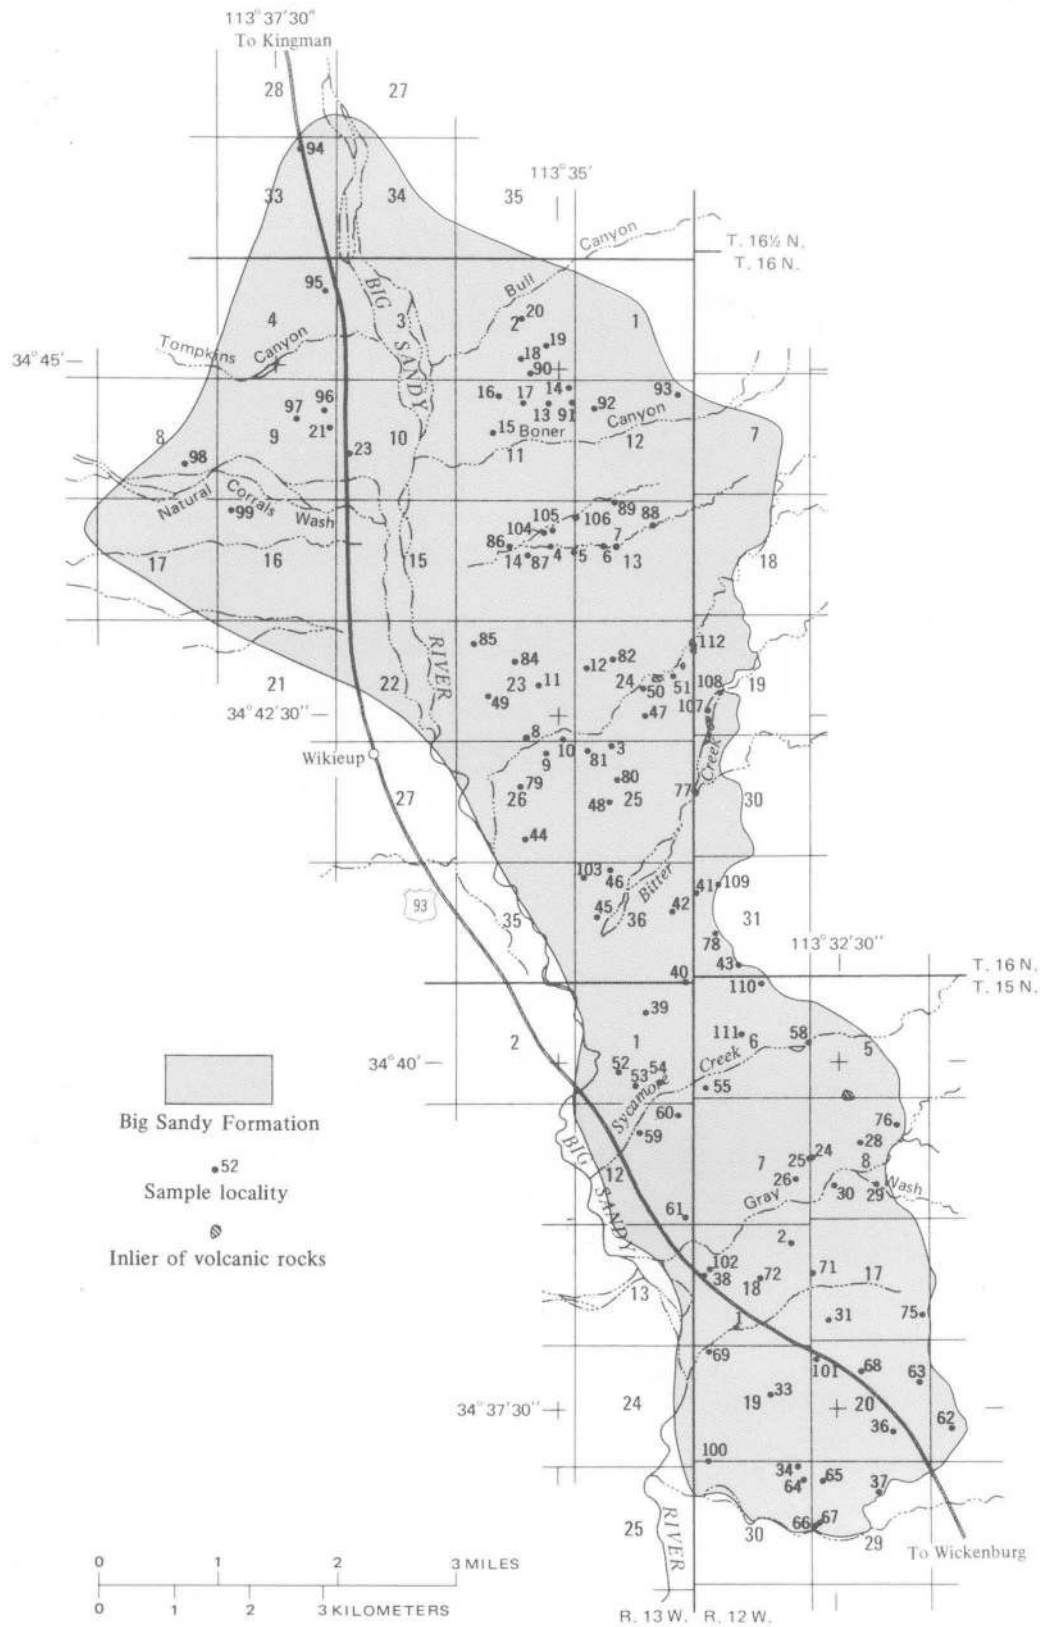 113°37'30"
To Kingman
28 27
94
33 34 35
113°35'
Canyon
T. 16½ N.
T. 16 N.
95 BIG Bull
4 3 2 20 1
Tompkins Canyon SANDY 19
18
34°45' 90
16 17 14 93
97 96 13 91 92 Canyon
9 21 10 15 Boner 12 7
8 23 11
98
Natural Corrals Wash
99
105 106 89 88
104 7
86 4 5 6
17 16 15 14 87 13 18
RIVER
85 84 12 82 112
23 11 24 50 51 108 19
21 22 49 47 107
34°42'30"
8
10 3
Wikieup 9 81 Creek
79 80 77
27 26 48 25 30
44
103 46 Bitter 41 109
93 45 42
35 36 31
78 113°32'30"
43 T. 16 N.
40 110 T. 15 N.
39
2 1 111 6 58 5
34°40' 52 53 54 Creek
Sycamore 55
Big Sandy Formation
60 76
59 24 28
BIG 12 7 25 8
52 26 30 29 Wash
Sample locality SANDY Gray
61
Inlier of volcanic rocks 2
102
38 72 71 17
13 18
1 31 75
69 101 68 63
33
24 19 20
34°37'30" 36 62
100
34 65 37
64
66 67
25 30 29
RIVER To Wickenburg
0 1 2 3 MILES
0 1 2 3 KILOMETERS
R. 13 W. R. 12 W.